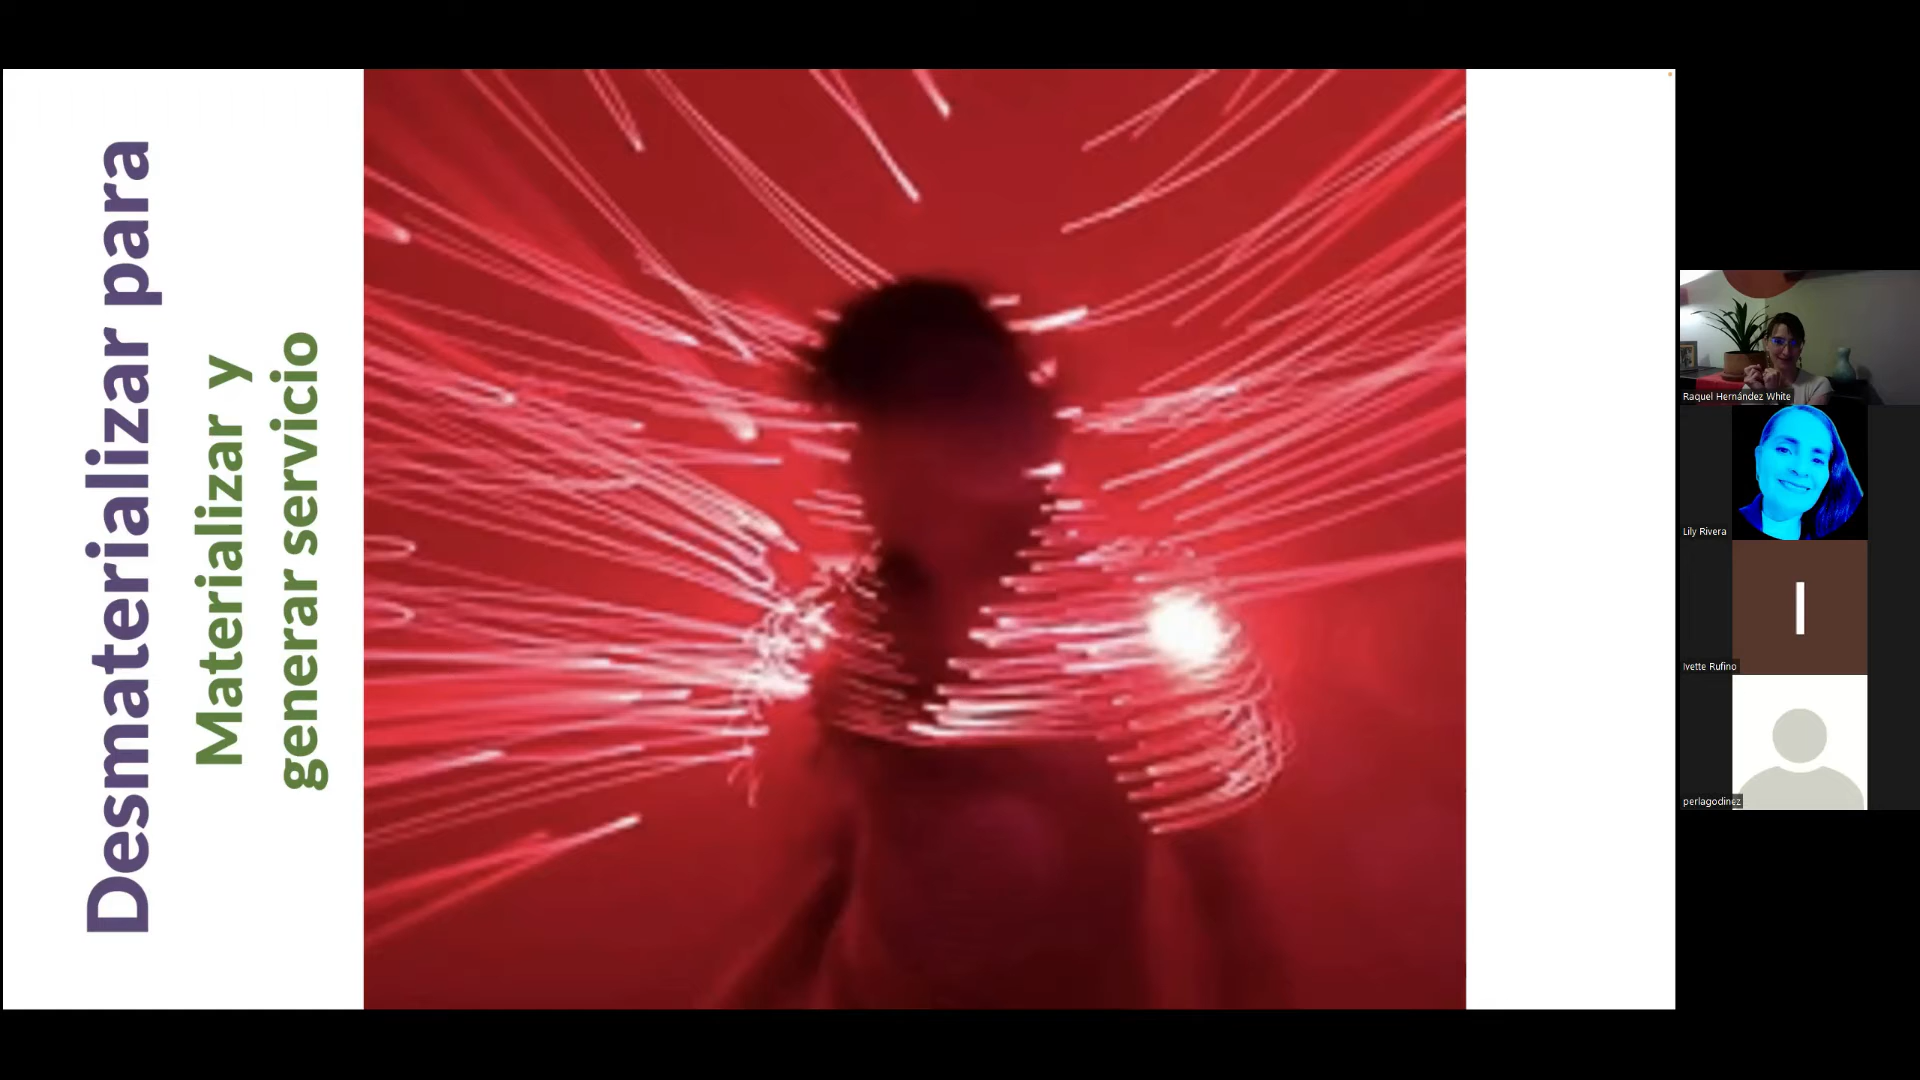 Desmaterializar para
Materializar y
generar servicio
Raquel Hernández White
Lily Rivera
I
Ivette Rufino
perlagodinez